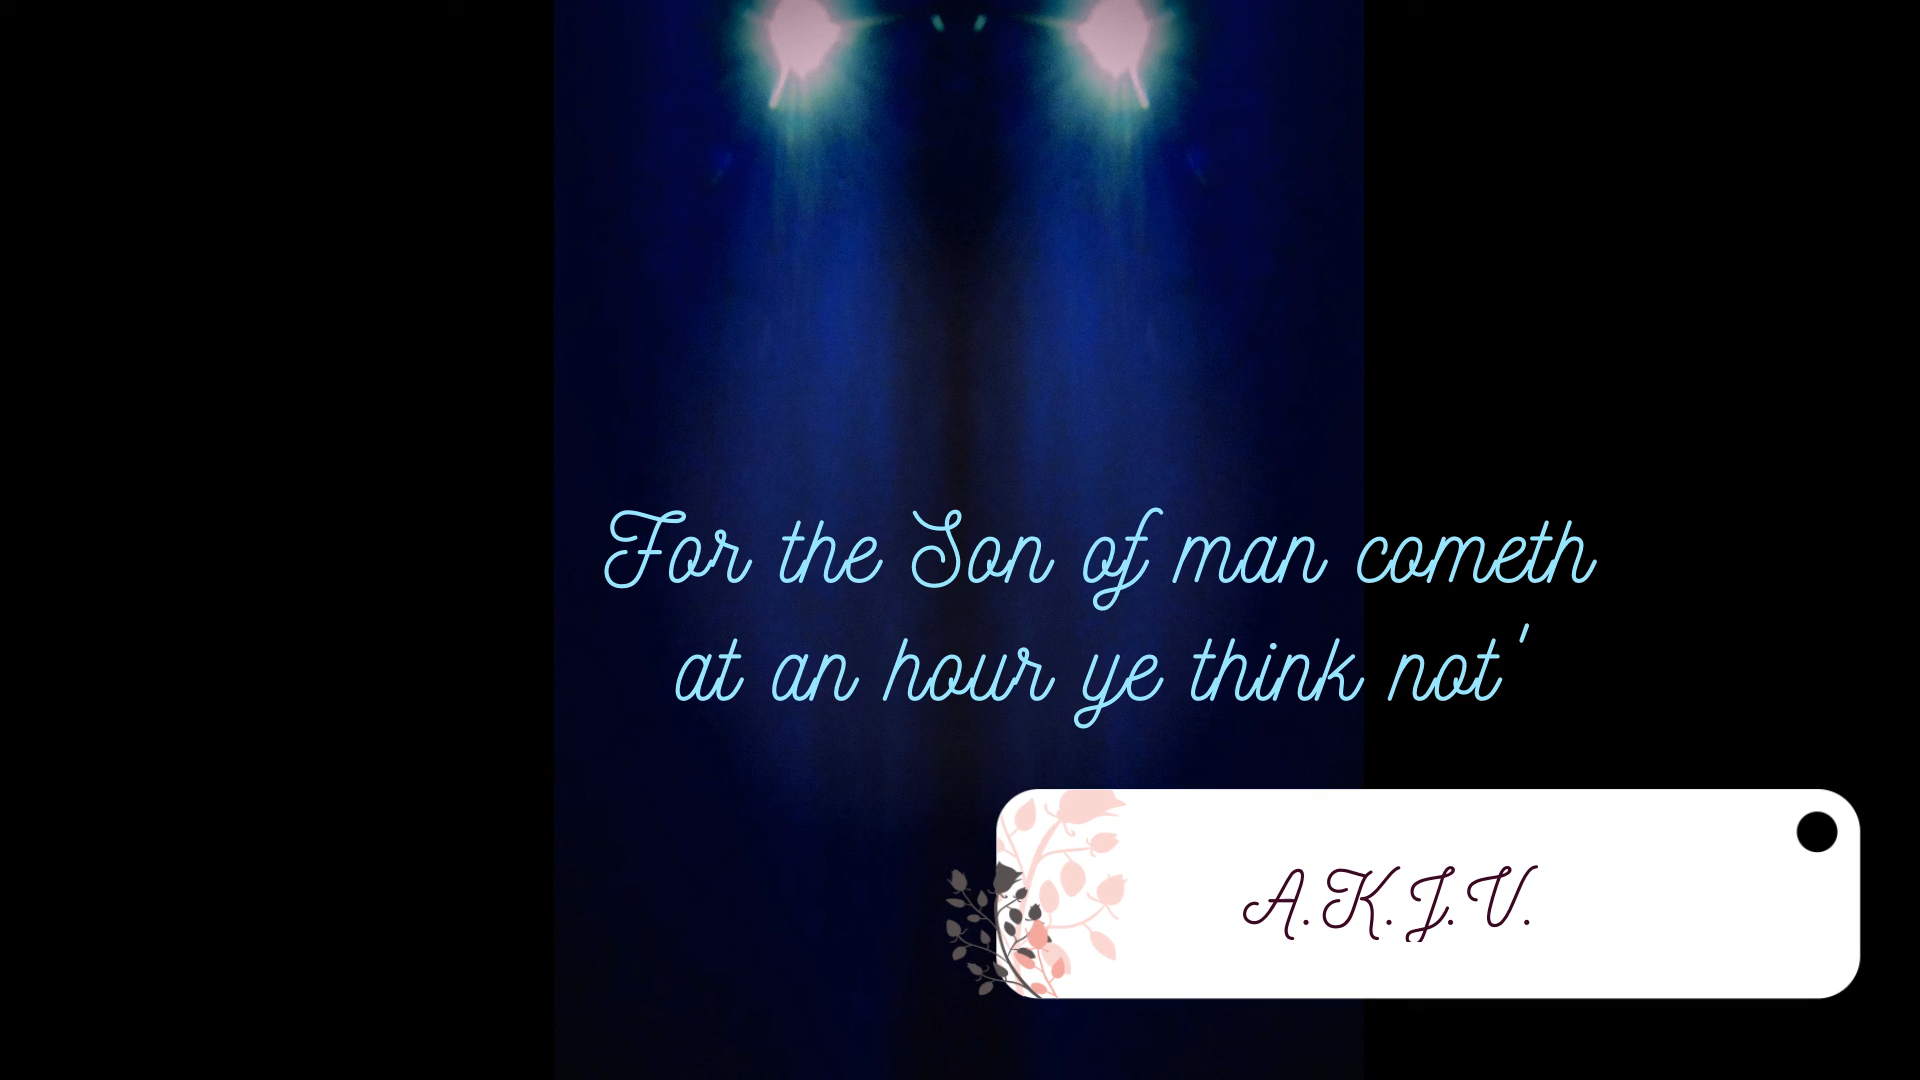 For the Son of man cometh
at an hour ye think not'
A.K.J.V.